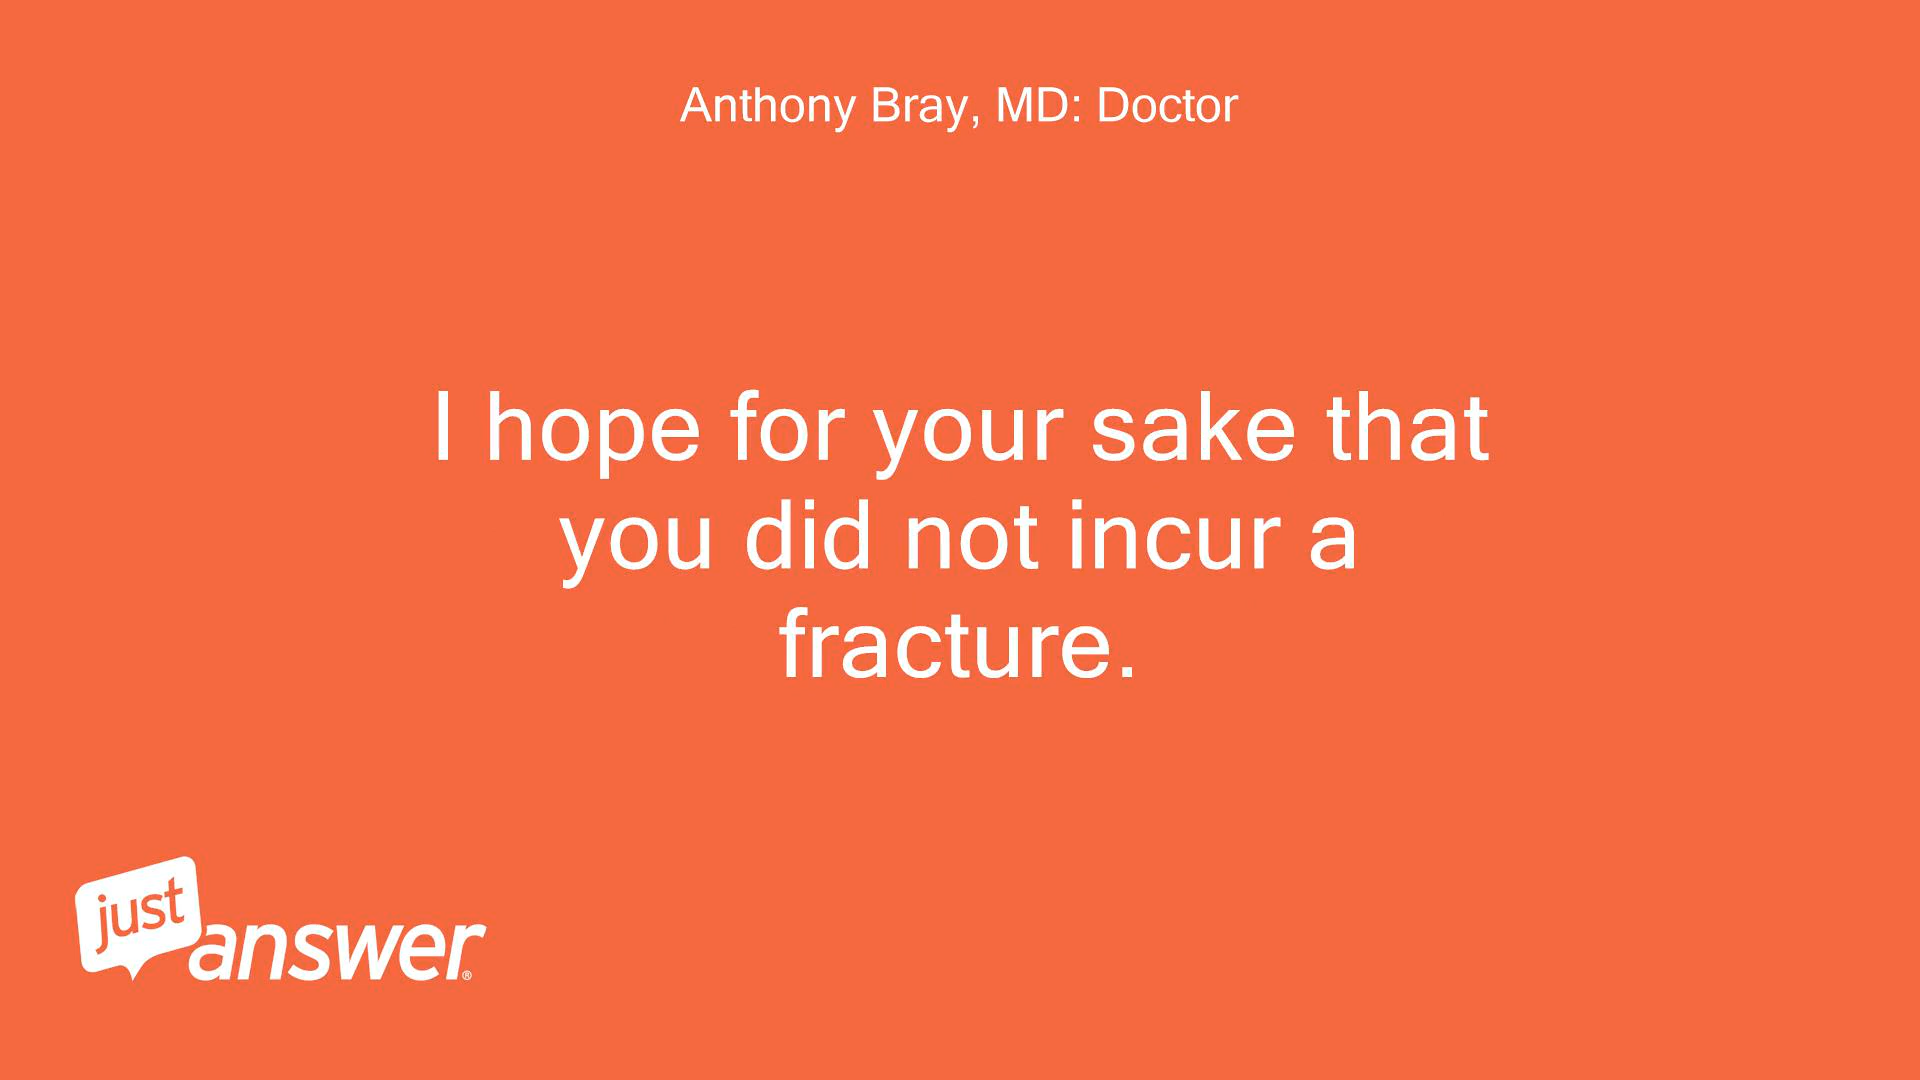 Anthony Bray, MD: Doctor
I hope for your sake that
you did not incur a
fracture.
just
answer®